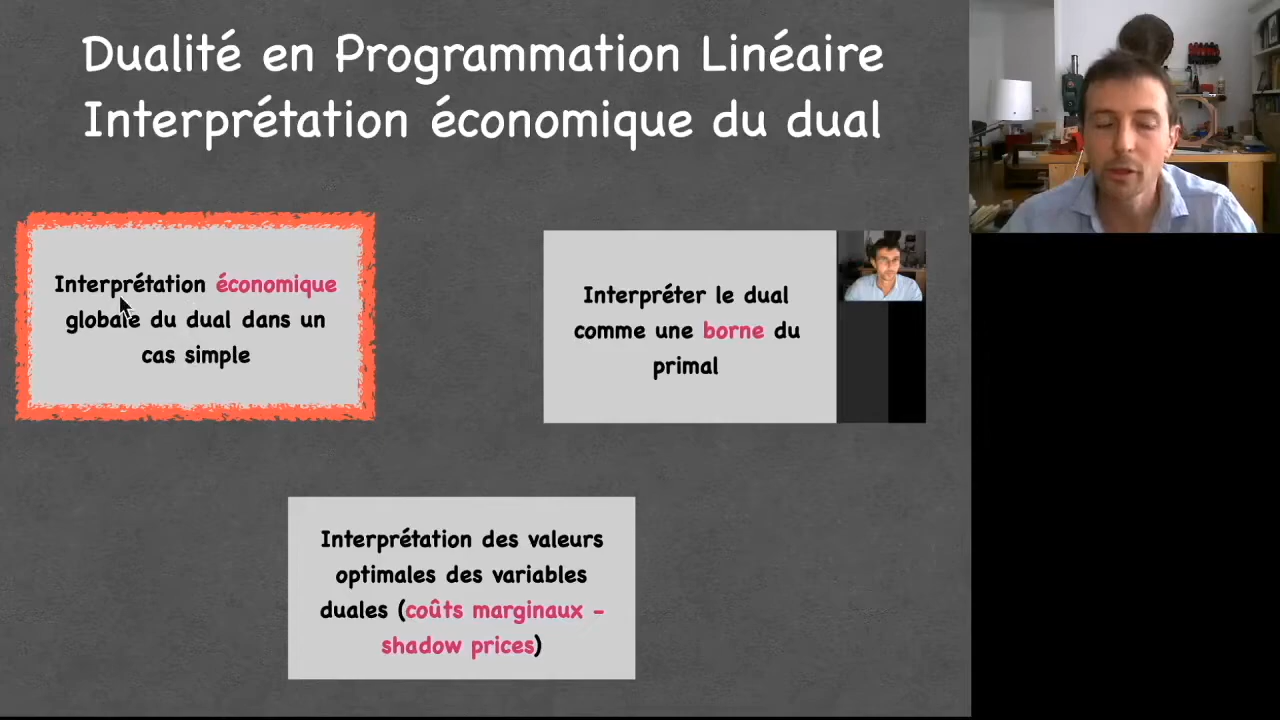 Dualité en Programmation Linéaire
Interprétation économique du dual
Interprétation économique
globale du dual dans un
cas simple
Interpréter le dual
comme une borne du
primal
Interprétation des valeurs
optimales des variables
duales (coûts marginaux -
shadow prices)